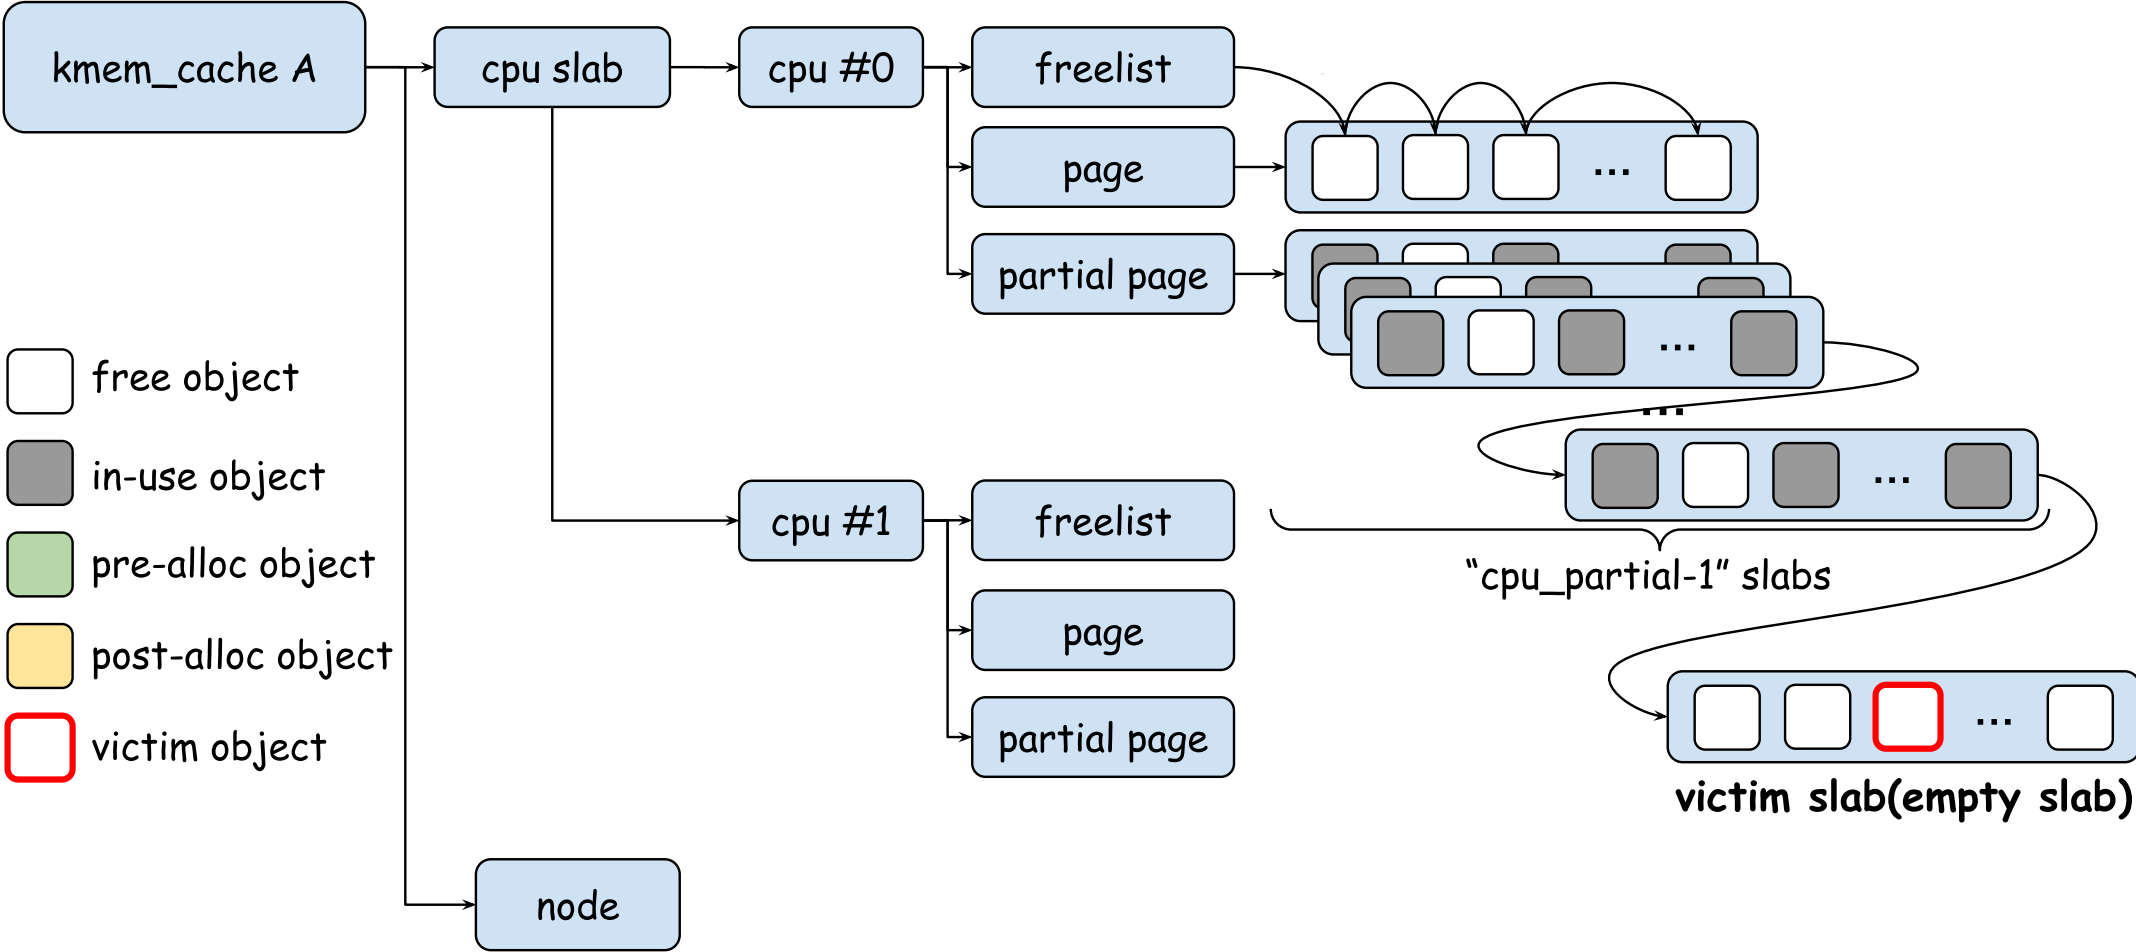 kmem_cache A
cpu slab
cpu #0
freelist
page
...
partial page
...
...
free object
in-use object
pre-alloc object
post-alloc object
victim object
cpu #1
freelist
page
partial page
...
“cpu_partial-1” slabs
...
victim slab(empty slab)
node